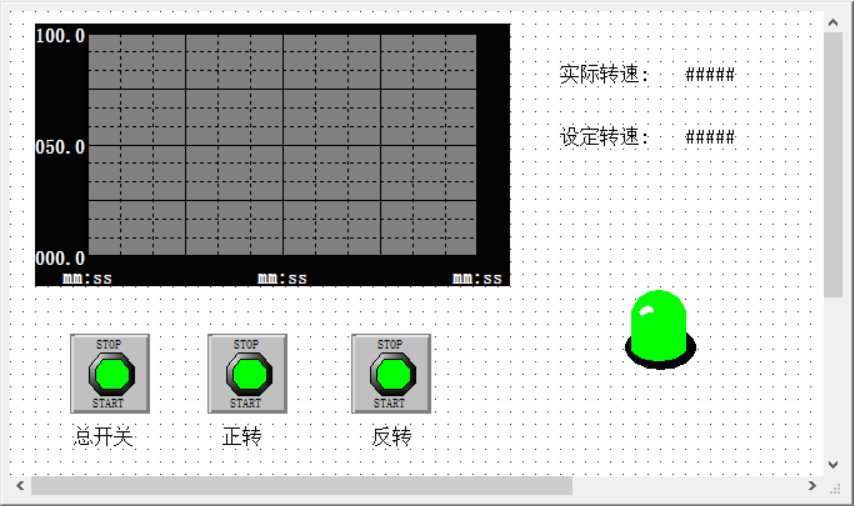 100.0
050.0
000.0
mm:ss mm:ss mm:ss
实际转速: #####
设定转速: #####
STOP
START
总开关
STOP
START
正转
STOP
START
反转